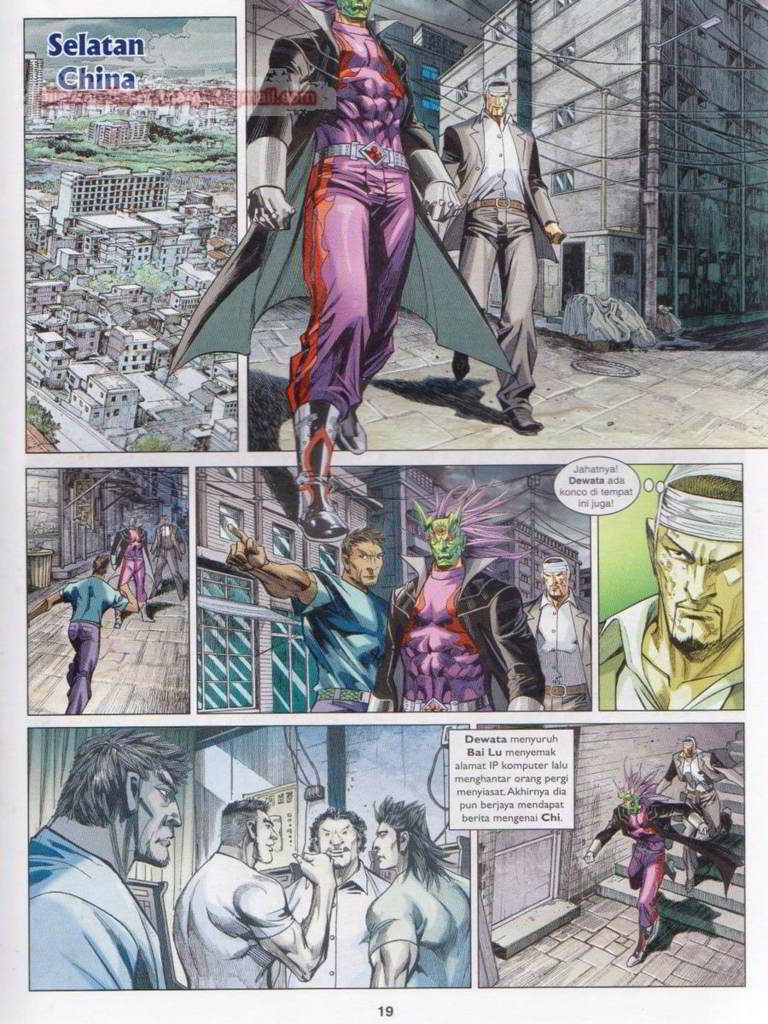 Selatan
China
Jahatnya!
Dewata ada
konco di tempat
ini juga!
Dewata menyuruh
Bai Lu menyemak
alamat IP komputer lalu
menghantar orang pergi
menyiasat. Akhirnya dia
pun berjaya mendapat
berita mengenai Chi.
19